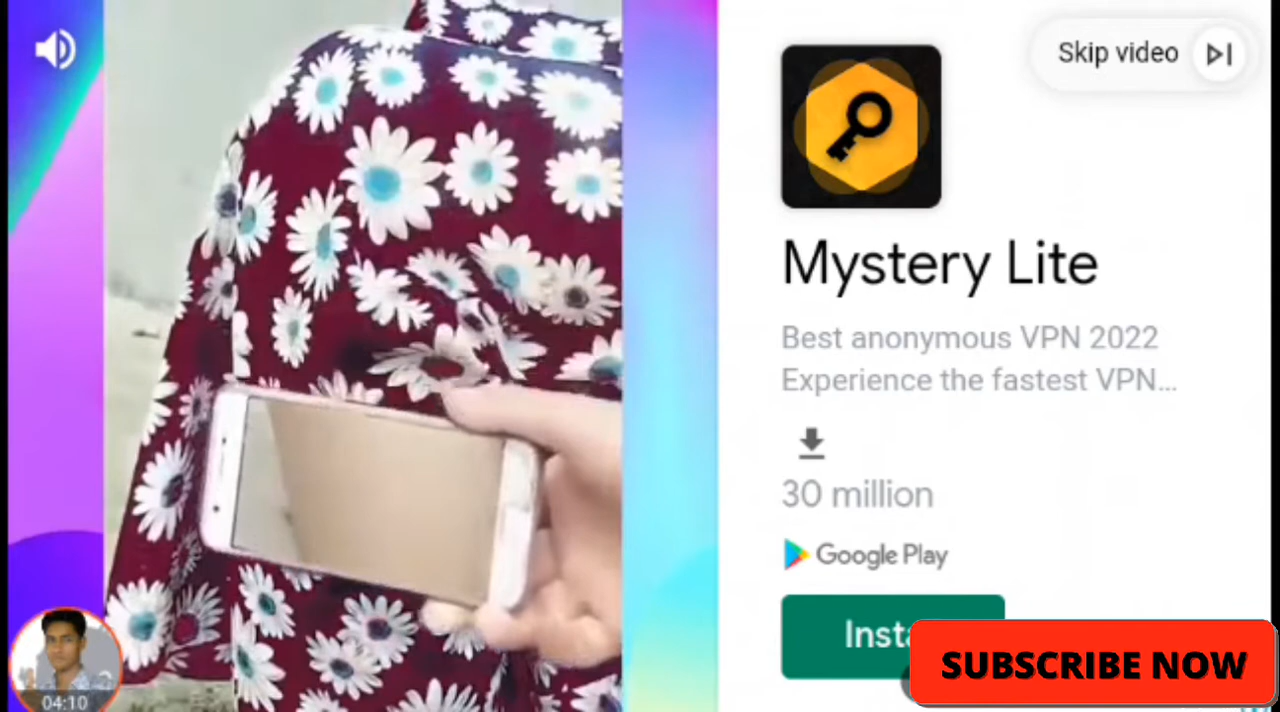 Skip video
Mystery Lite
Best anonymous VPN 2022
Experience the fastest VPN...
30 million
Google Play
Insta
SUBSCRIBE NOW
04:10